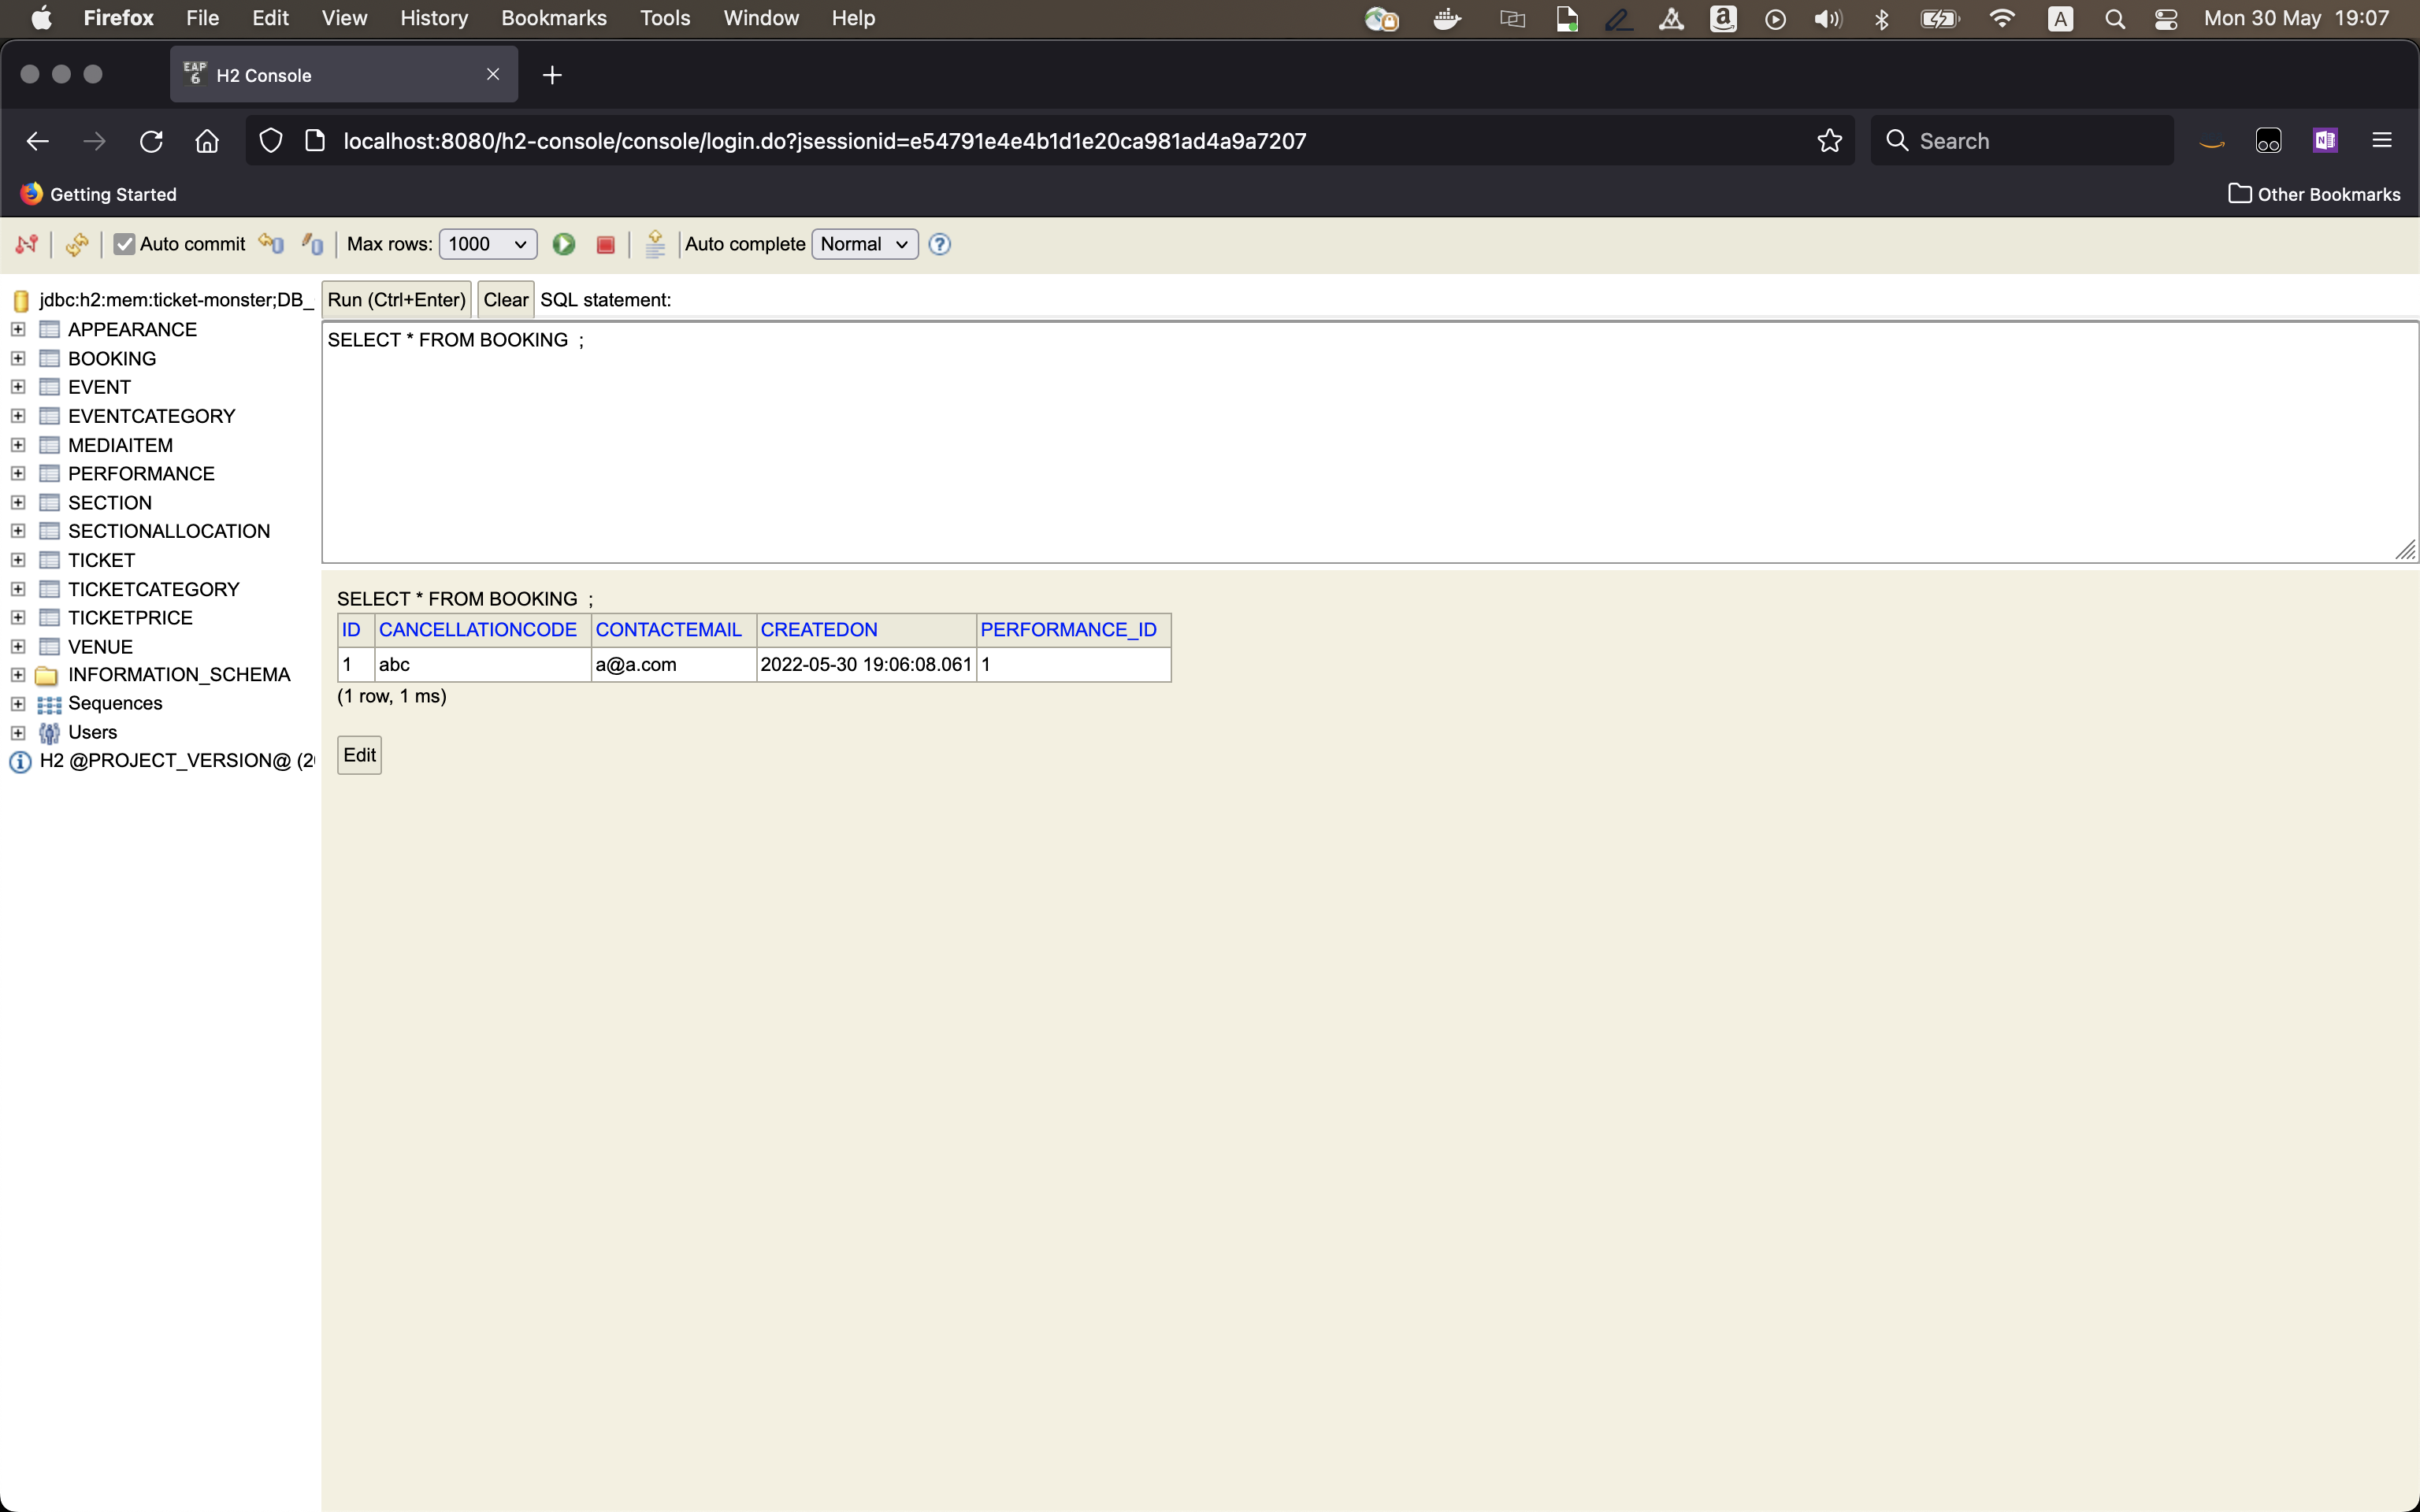 Firefox File Edit View History Bookmarks Tools Window Help a A Mon 30 May 19:07
EAP 6 H2 Console
localhost:8080/h2-console/console/login.do?jsessionid=e54791e4e4b1d1e20ca981ad4a9a7207 Search N
Getting Started Other Bookmarks
Auto commit Max rows: 1000 Auto complete Normal ?
jdbc:h2:mem:ticket-monster;DB_ Run (Ctrl+Enter) Clear SQL statement:
APPEARANCE
BOOKING
EVENT
EVENTCATEGORY
MEDIAITEM
PERFORMANCE
SECTION
SECTIONALLOCATION
TICKET
TICKETCATEGORY
TICKETPRICE
VENUE
INFORMATION_SCHEMA
Sequences
Users
H2 @PROJECT_VERSION@ (2
SELECT * FROM BOOKING ;
SELECT * FROM BOOKING ;
ID CANCELLATIONCODE CONTACTEMAIL CREATEDON PERFORMANCE_ID
1 abc a@a.com 2022-05-30 19:06:08.061 1
(1 row, 1 ms)
Edit